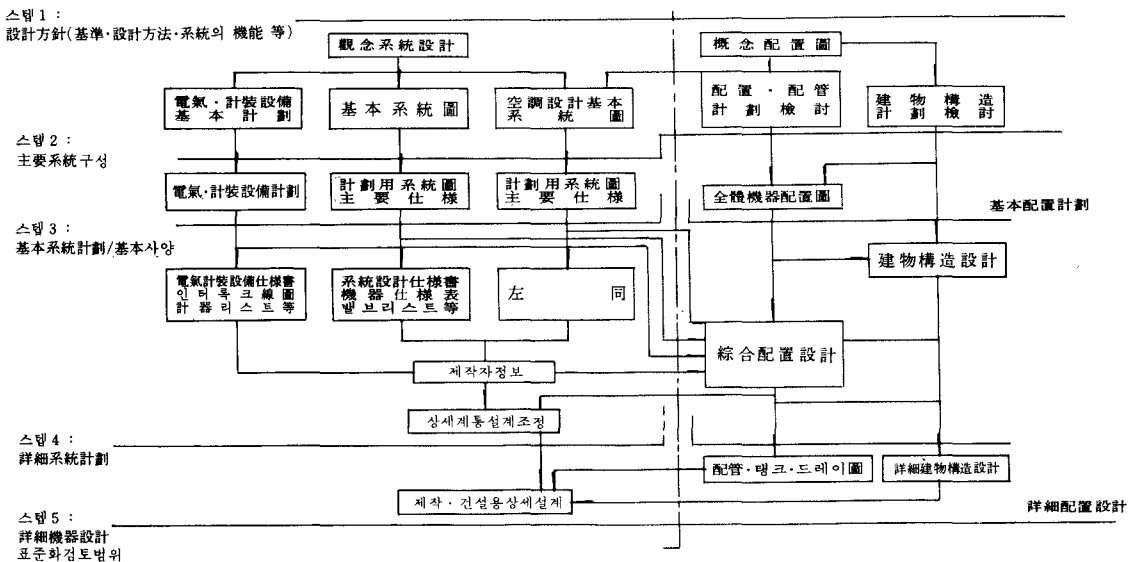 스텝 1 :
設計方針(基準·設計方法·系統의 機能 等)
觀念系統設計
概念配置圖
電氣·計裝設備
基本計劃
基本系統圖
空調設計基本
系統圖
配置·配管
計劃檢討
建物構造
計劃檢討
스텝 2 :
主要系統구성
電氣·計裝設備計劃
計劃用系統圖
主要仕樣
計劃用系統圖
主要仕樣
全體機器配置圖
基本配置計劃
스텝 3 :
基本系統計劃/基本사양
建物構造設計
電氣計裝設備仕樣書
인터록크線圖
計器리스트等
系統設計仕樣書
機器仕樣表
밸브리스트等
左同
綜合配置設計
제작자정보
상세계통설계조정
스텝 4 :
詳細系統計劃
配管·탱크·드레이圖
詳細建物構造設計
제작·건설용상세설계
詳細配置設計
스텝 5 :
詳細機器設計
표준화검토범위